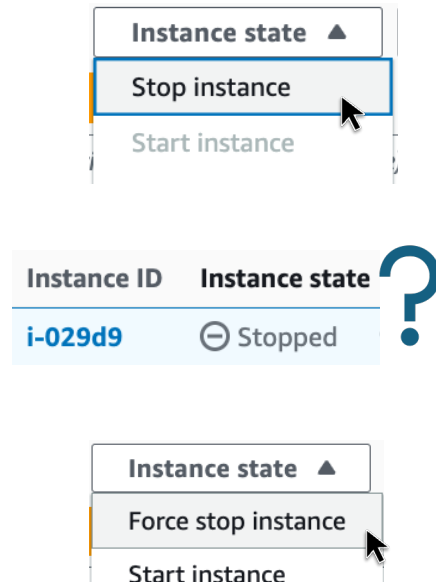 Instance state ▲
Stop instance
Start instance
Instance ID Instance state ?
i-029d9 Stopped
Instance state ▲
Force stop instance
Start instance